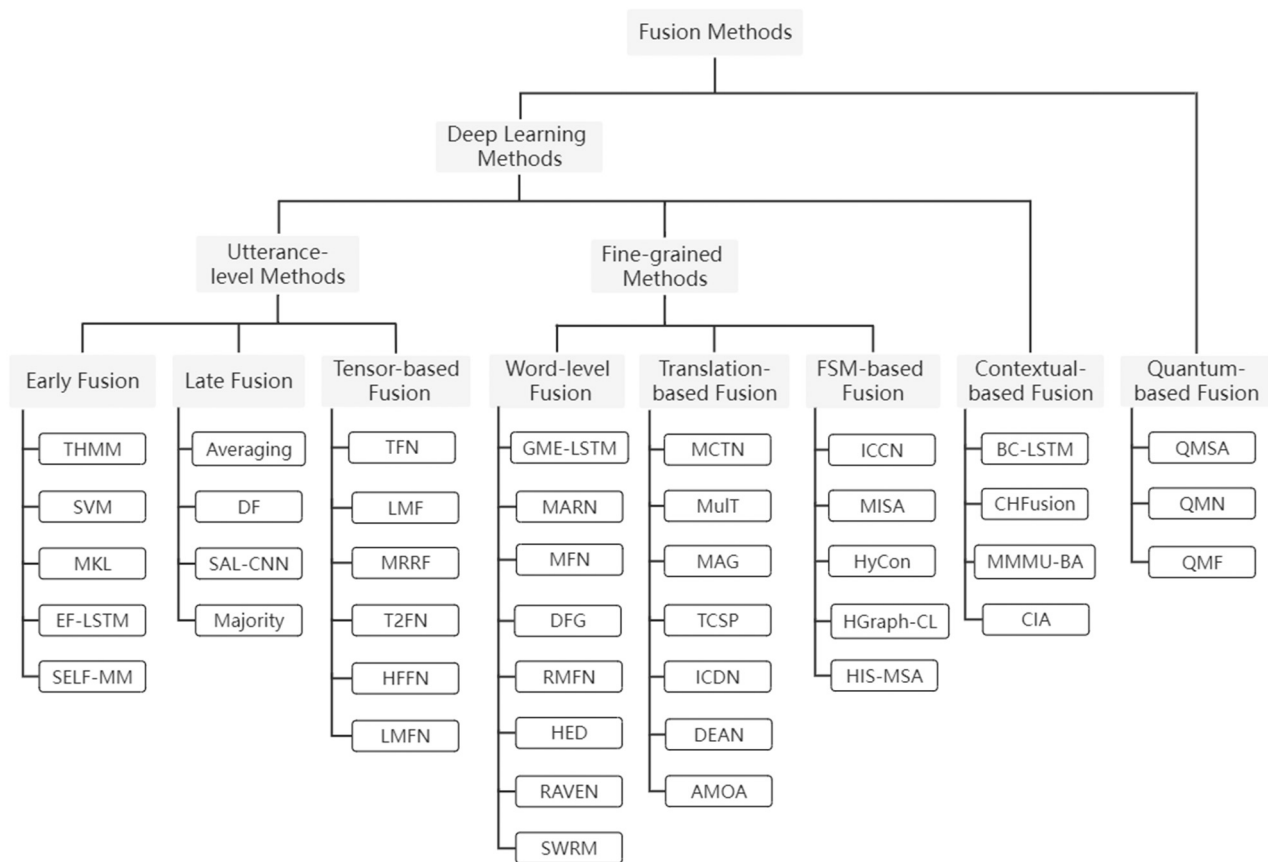 Fusion Methods
Deep Learning
Methods
Utterance-
level Methods
Fine-grained
Methods
Early Fusion
Late Fusion
Tensor-based
Fusion
Word-level
Fusion
Translation-
based Fusion
FSM-based
Fusion
Contextual-
based Fusion
Quantum-
based Fusion
THMM
SVM
MKL
EF-LSTM
SELF-MM
Averaging
DF
SAL-CNN
Majority
TFN
LMF
MRRF
T2FN
HFFN
LMFN
GME-LSTM
MARN
MFN
DFG
RMFN
HED
RAVEN
SWRM
MCTN
MulT
MAG
TCSP
ICDN
DEAN
AMOA
ICCN
MISA
HyCon
HGraph-CL
HIS-MSA
BC-LSTM
CHFusion
MMMU-BA
CIA
QMSA
QMN
QMF